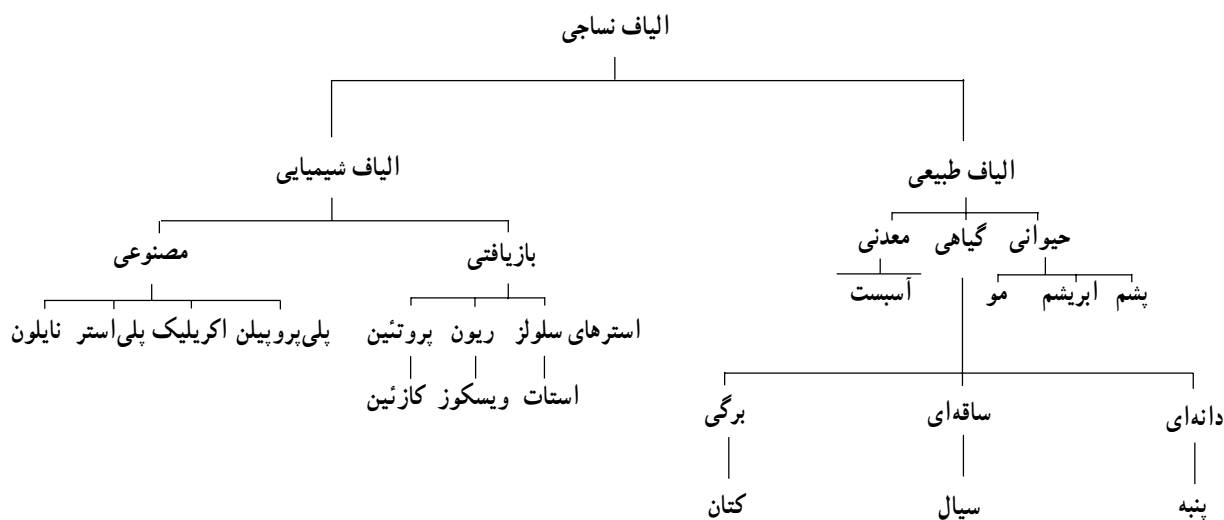 الیاف نساجی
الیاف طبیعی
الیاف شیمیایی
حیوانی
گیاهی
معدنی
بازیافتی
مصنوعی
پشم
ابریشم
مو
آسبست
استرهای سلولز
ریون
پروتئین
پلی‌پروپیلن
اکریلیک
پلی‌استر
نایلون
استات
ویسکوز
کازئین
دانه‌ای
ساقه‌ای
برگی
پنبه
سیال
کتان